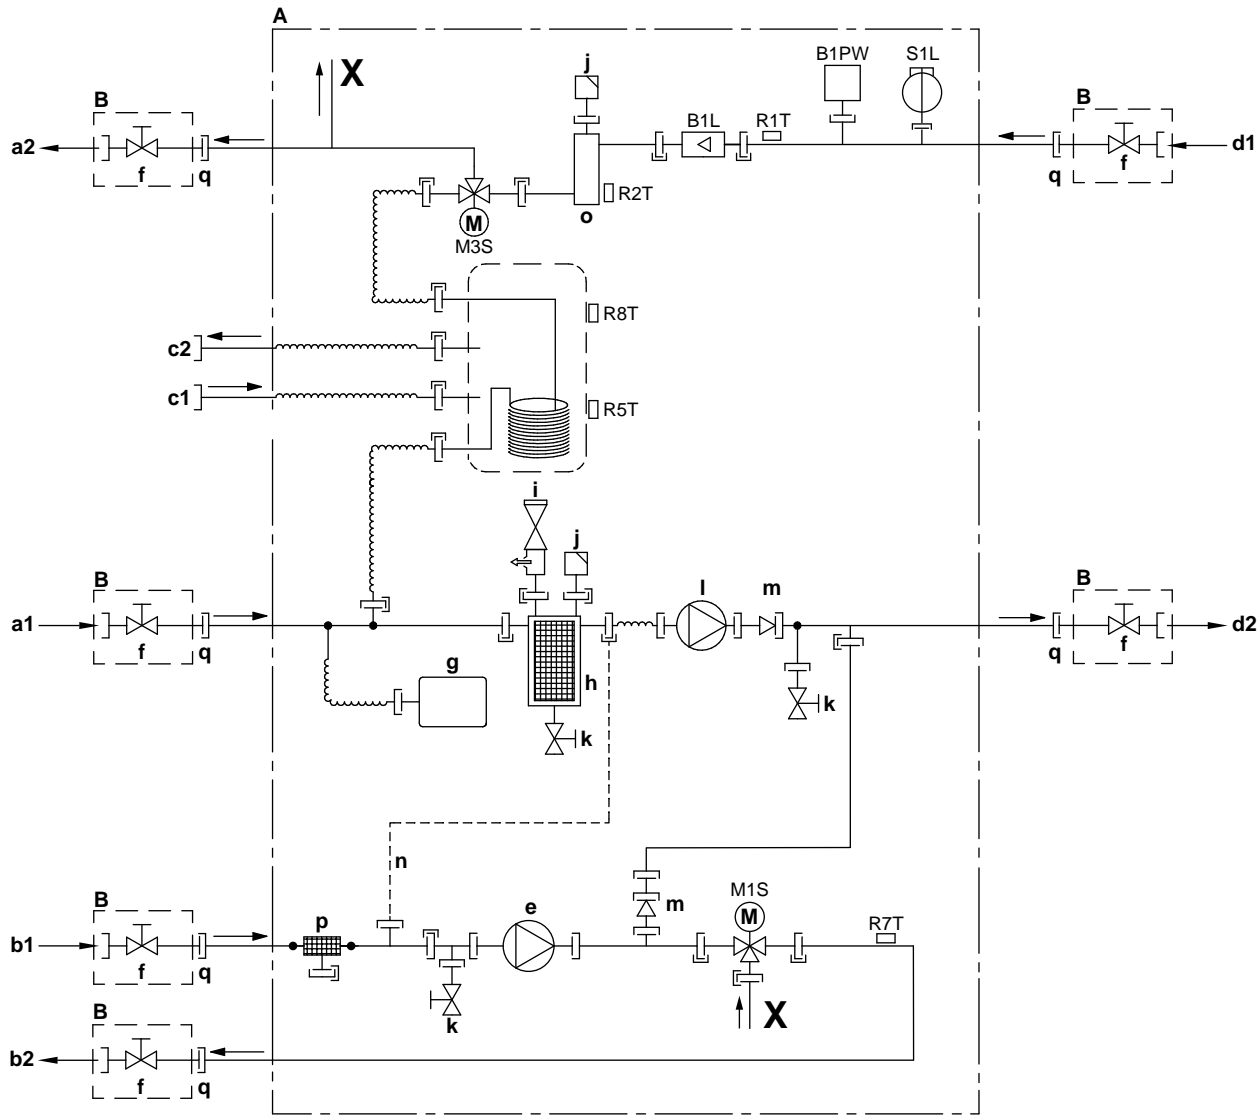 A
B1PW
S1L
X
j
B
B
B1L
R1T
a2
d1
f
q
q
f
R2T
M
o
M3S
R8T
c2
c1
R5T
i
j
B
l
m
B
a1
d2
f
q
g
h
q
f
k
k
n
M1S
B
p
e
m
M
R7T
b1
f
q
k
X
B
b2
f
q